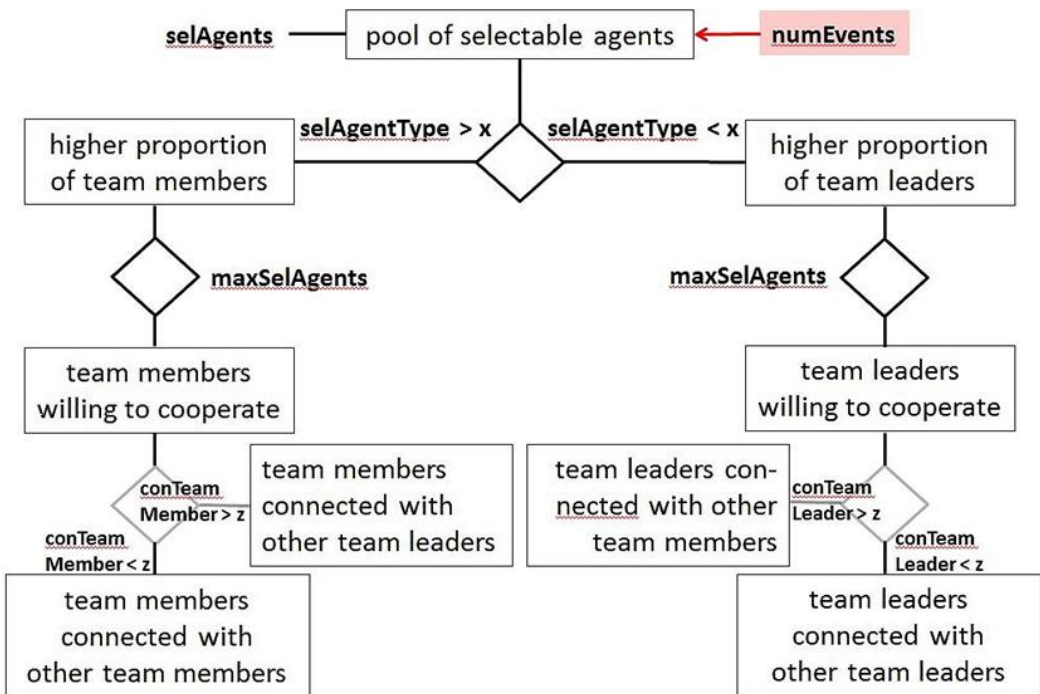 selAgents
pool of selectable agents
numEvents
selAgentType > x
selAgentType < x
higher proportion
of team members
higher proportion
of team leaders
maxSelAgents
maxSelAgents
team members
willing to cooperate
team leaders
willing to cooperate
conTeam
Member > z
team members
connected with
other team leaders
team leaders con-
nected with other
team members
conTeam
Leader > z
conTeam
Member < z
conTeam
Leader < z
team members
connected with
other team members
team leaders
connected with
other team leaders